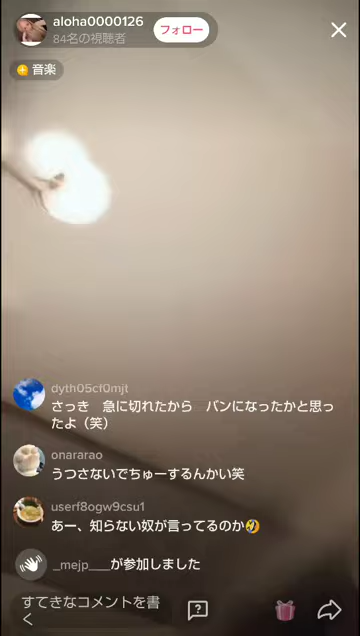 aloha0000126
84名の視聴者
フォロー
音楽
dyth05cf0mjt
さっき　急に切れたから　バンになったかと思っ
たよ（笑）
onararao
うつさないでちゅーするんかい笑
userf8ogw9csu1
あー、知らない奴が言ってるのか🤣
_mejp___が参加しました
すてきなコメントを書
く